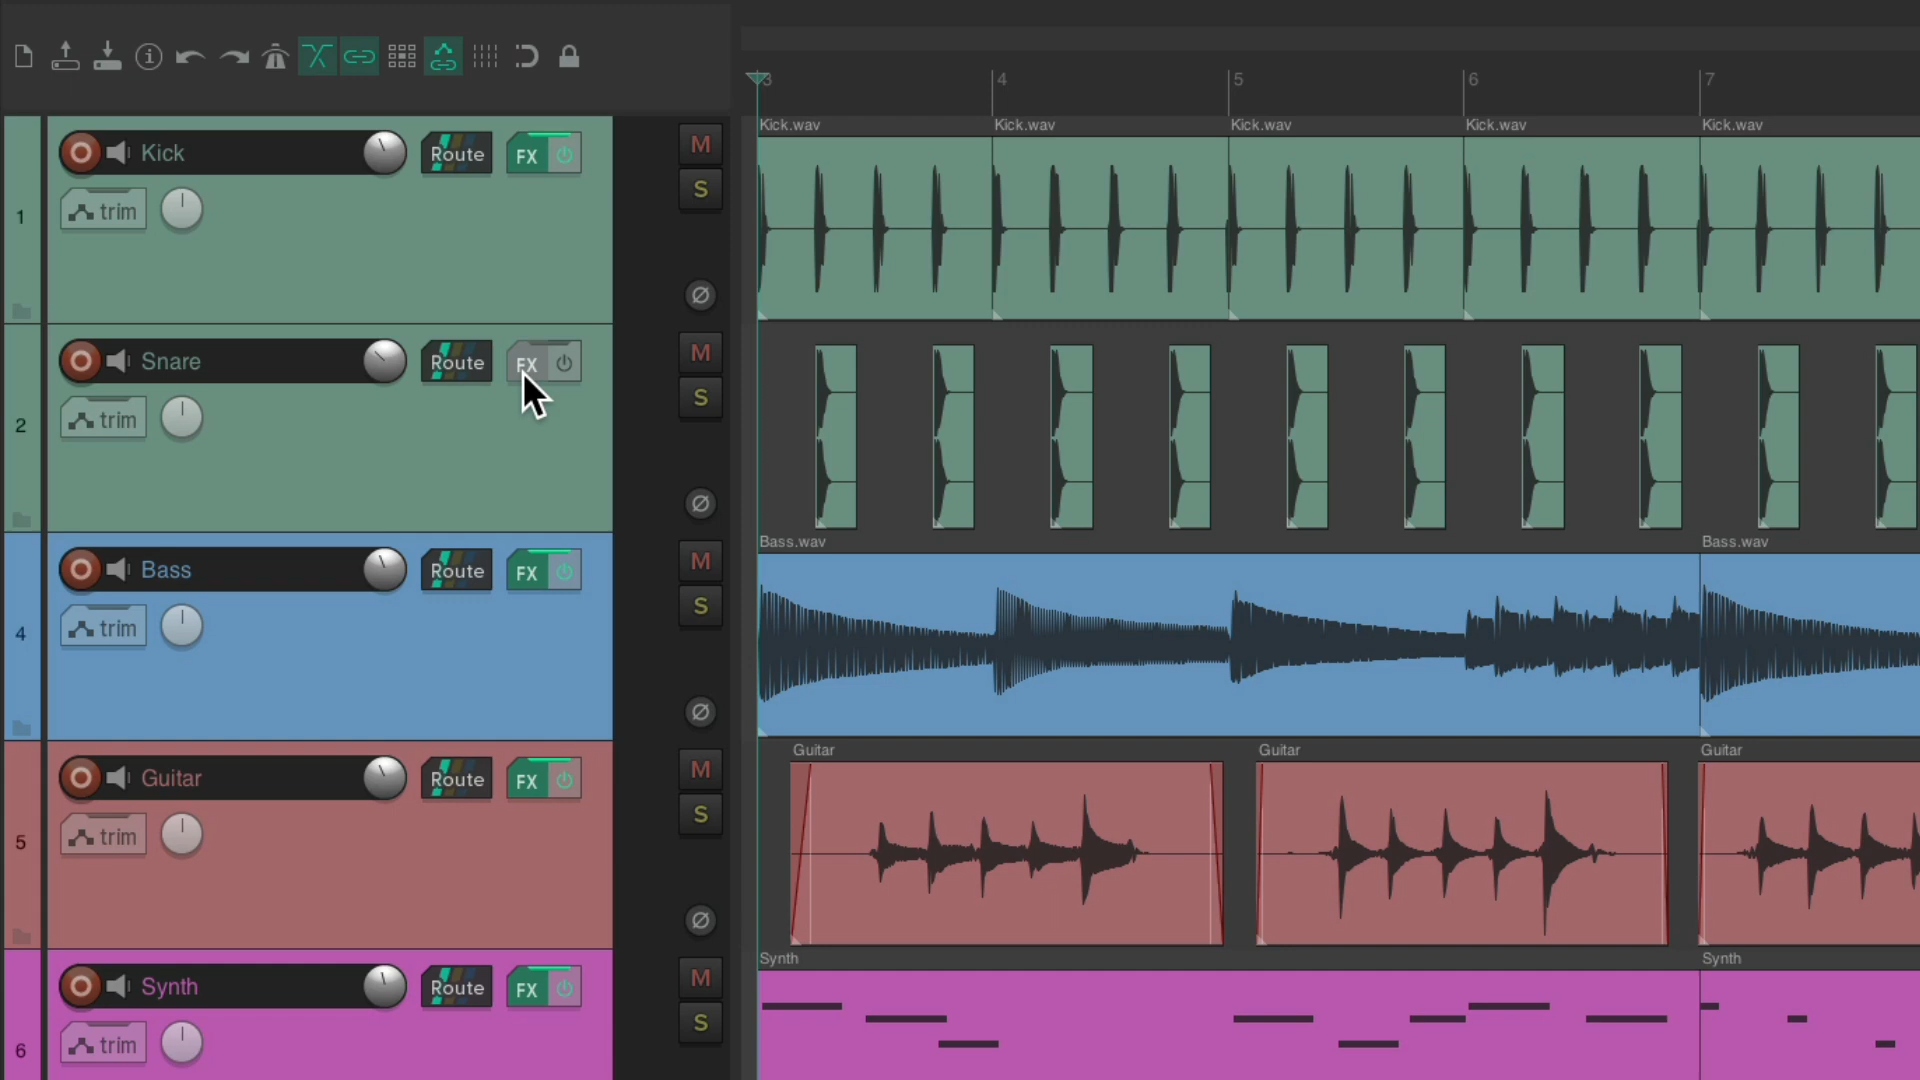 3 4 5 6 7
Kick.wav Kick.wav Kick.wav Kick.wav Kick.wav
1 Kick Route FX M
trim S
2 Snare Route FX M
trim S
Bass.wav Bass.wav
4 Bass Route FX M
trim S
Guitar Guitar Guitar
5 Guitar Route FX M
trim S
Synth Synth
6 Synth Route FX M
trim S